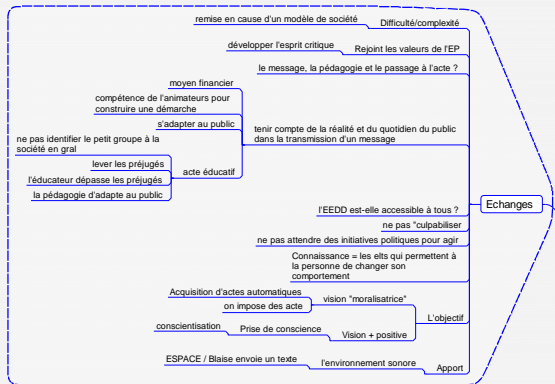 remise en cause d'un modèle de société
Difficulté/complexité
développer l'esprit critique
Rejoint les valeurs de l'EP
le message, la pédagogie et le passage à l'acte ?
moyen financier
compétence de l'animateurs pour
construire une démarche
s'adapter au public
tenir compte de la réalité et du quotidien du public
dans la transmission d'un message
ne pas identifier le petit groupe à la
société en gral
lever les préjugés
acte éducatif
l'éducateur dépasse les préjugés
la pédagogie d'adapte au public
Echanges
l'EEDD est-elle accessible à tous ?
ne pas "culpabiliser
ne pas attendre des initiatives politiques pour agir
Connaissance = les elts qui permettent à
la personne de changer son
comportement
Acquisition d'actes automatiques
vision "moralisatrice"
on impose des acte
L'objectif
conscientisation
Prise de conscience
Vision + positive
ESPACE / Blaise envoie un texte
l'environnement sonore
Apport